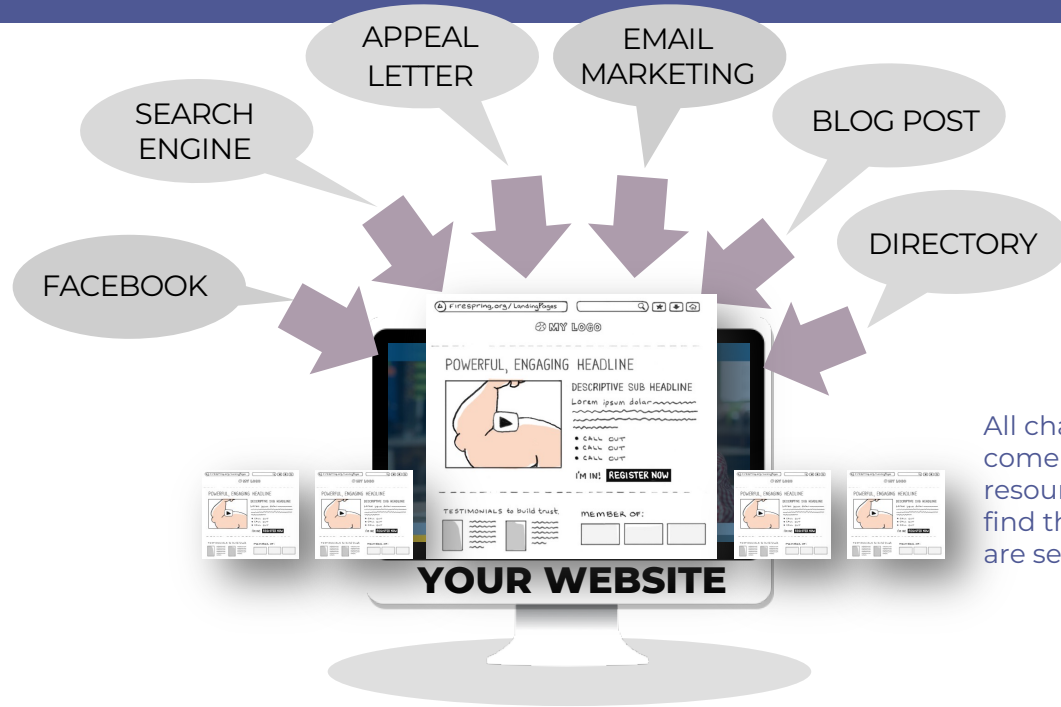 APPEAL
LETTER
EMAIL
MARKETING
SEARCH
ENGINE
BLOG POST
DIRECTORY
FACEBOOK
Firespring.org/LandingPages
MY LOGO
POWERFUL, ENGAGING HEADLINE
DESCRIPTIVE SUB HEADLINE
Lorem ipsum dolar
• CALL OUT
• CALL OUT
• CALL OUT
I'M IN! REGISTER NOW
TESTIMONIALS to build trust
MEMBER OF:
YOUR WEBSITE
All cha
come
resour
find th
are se